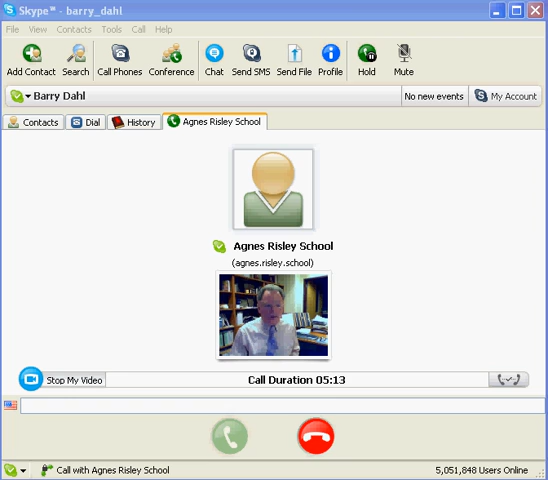 Skype™ - barry_dahl
File View Contacts Tools Call Help
Add Contact Search Call Phones Conference Chat Send SMS Send File Profile Hold Mute
Barry Dahl No new events My Account
Contacts Dial History Agnes Risley School
Agnes Risley School
(agnes.risley.school)
Stop My Video Call Duration 05:13
Call with Agnes Risley School 5,051,848 Users Online